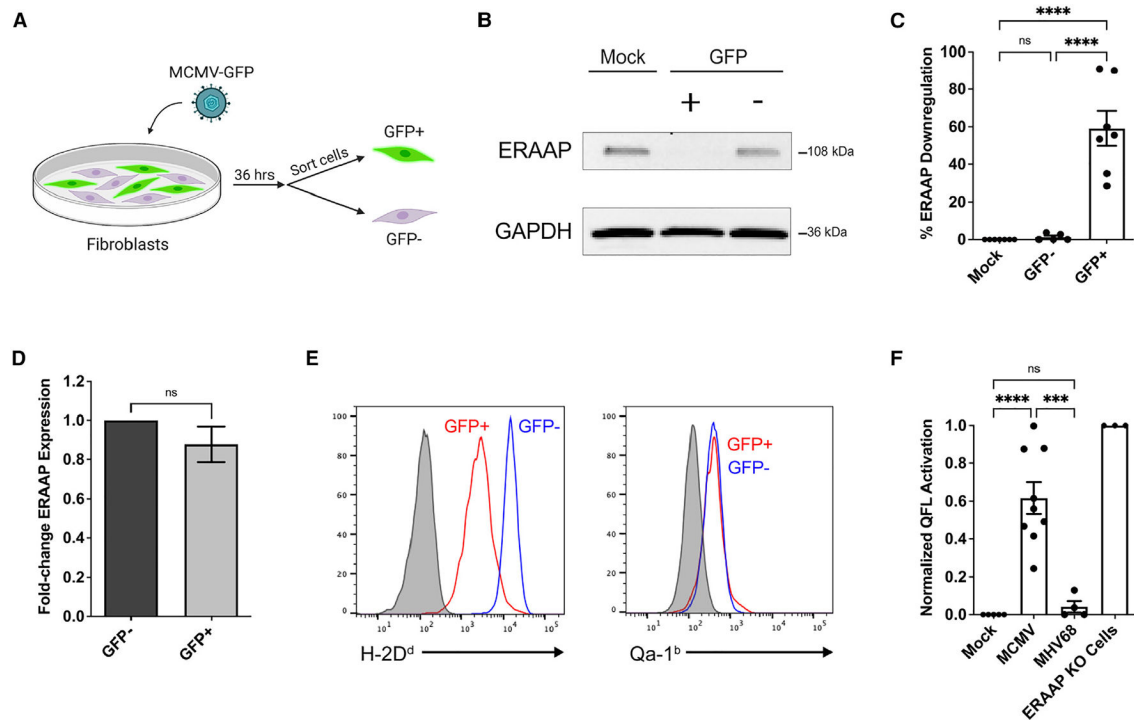 A
MCMV-GFP
36 hrs
Sort cells
GFP+
GFP-
Fibroblasts
B
Mock
GFP
+
-
ERAAP
–108 kDa
GAPDH
–36 kDa
C
% ERAAP Downregulation
100
80
60
40
20
0
ns
****
****
Mock
GFP-
GFP+
D
Fold-change ERAAP Expression
1.2
1.0
0.8
0.6
0.4
0.2
0.0
ns
GFP-
GFP+
E
100
80
60
40
20
0
GFP+
GFP-
10¹ 10² 10³ 10⁴ 10⁵
H-2Dᵈ
100
80
60
40
20
0
GFP+
GFP-
10¹ 10² 10³ 10⁴ 10⁵
Qa-1ᵇ
F
Normalized QFL Activation
1.0
0.8
0.6
0.4
0.2
0.0
ns
****
***
Mock
MCMV
MHV68
ERAAP KO Cells